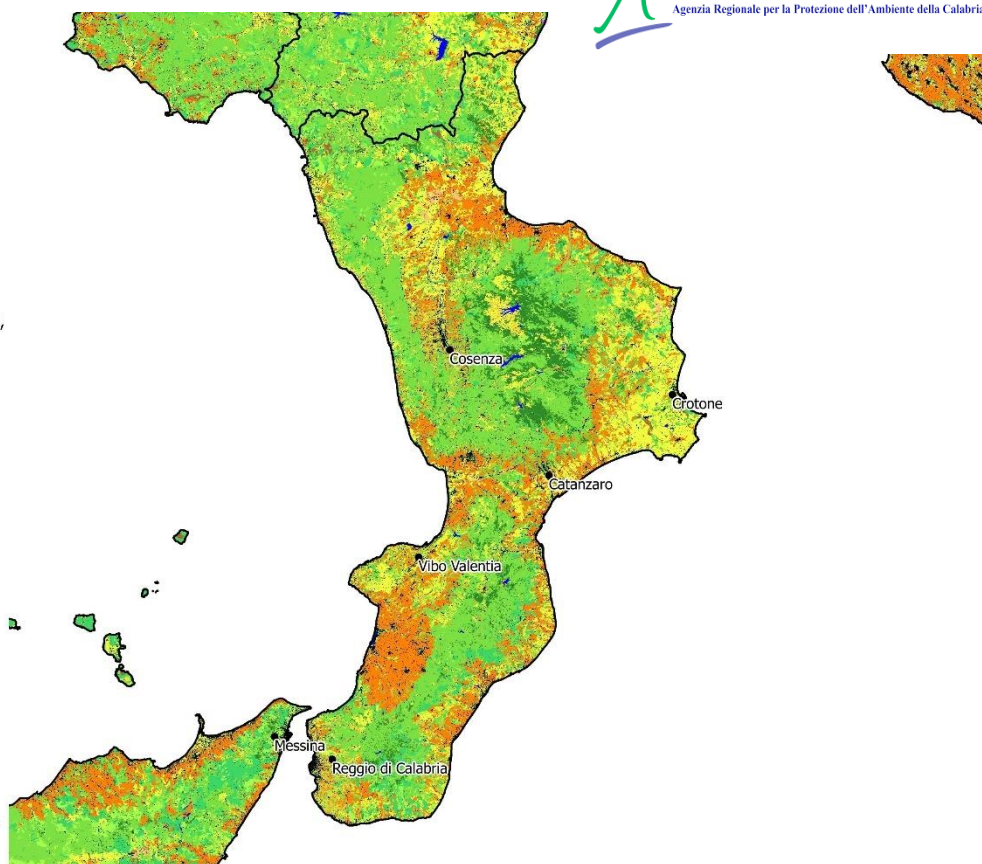 Agenzia Regionale per la Protezione dell'Ambiente della Calabria
,
Cosenza
Crotone
Catanzaro
Vibo Valentia
Messina
Reggio di Calabria